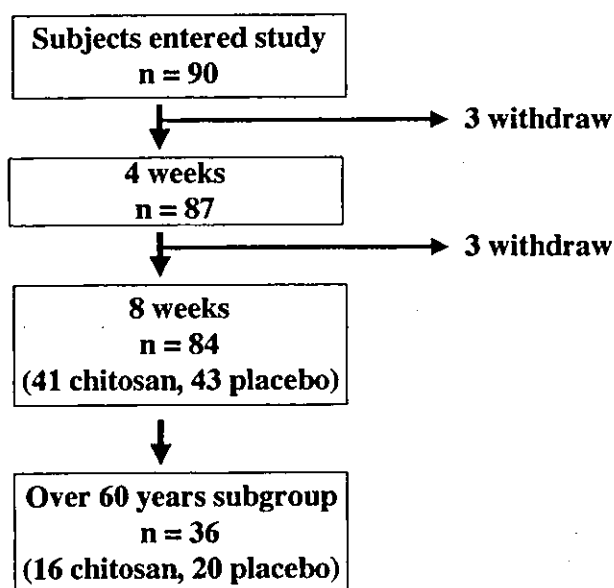 Subjects entered study
n = 90
3 withdraw
4 weeks
n = 87
3 withdraw
8 weeks
n = 84
(41 chitosan, 43 placebo)
Over 60 years subgroup
n = 36
(16 chitosan, 20 placebo)